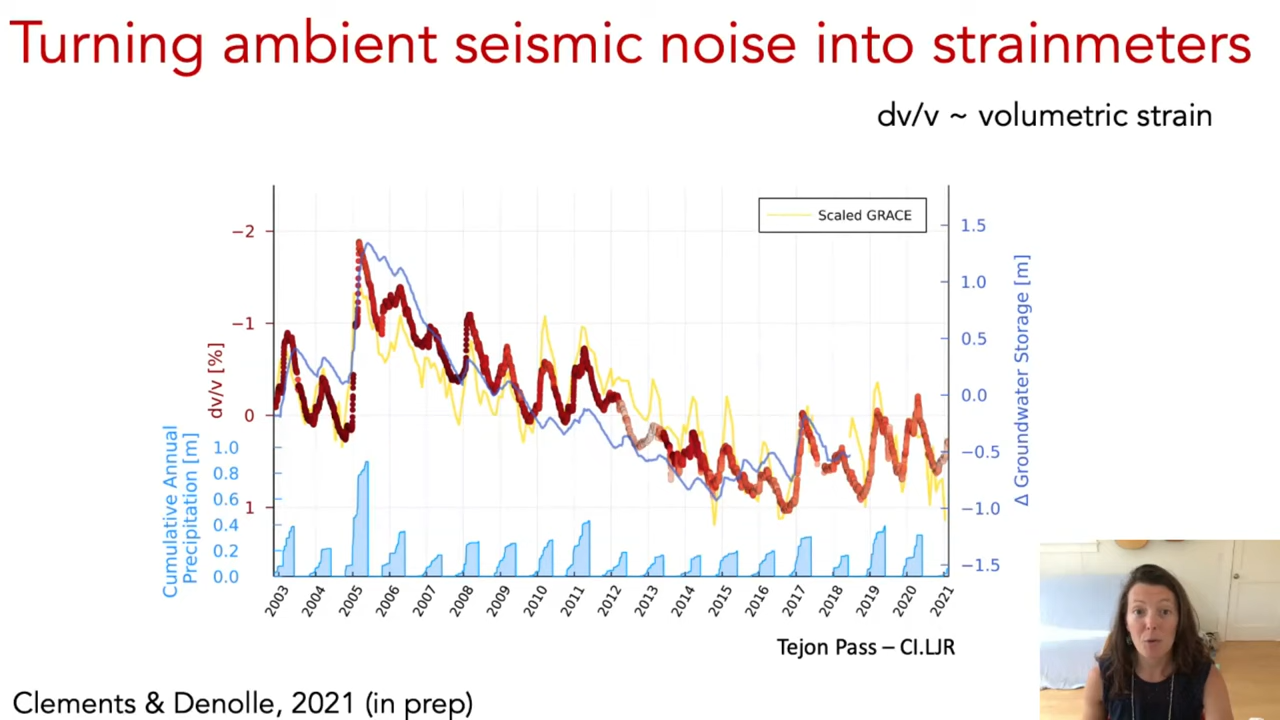 Turning ambient seismic noise into strainmeters
dv/v ~ volumetric strain
Scaled GRACE
dv/v [%]
−2
−1
0
1
Cumulative Annual
Precipitation [m]
1.0
0.8
0.6
0.4
0.2
0.0
1.5
1.0
0.5
0.0
−0.5
−1.0
−1.5
Δ Groundwater Storage [m]
2003 2004 2005 2006 2007 2008 2009 2010 2011 2012 2013 2014 2015 2016 2017 2018 2019 2020 2021
Tejon Pass – CI.LJR
Clements & Denolle, 2021 (in prep)